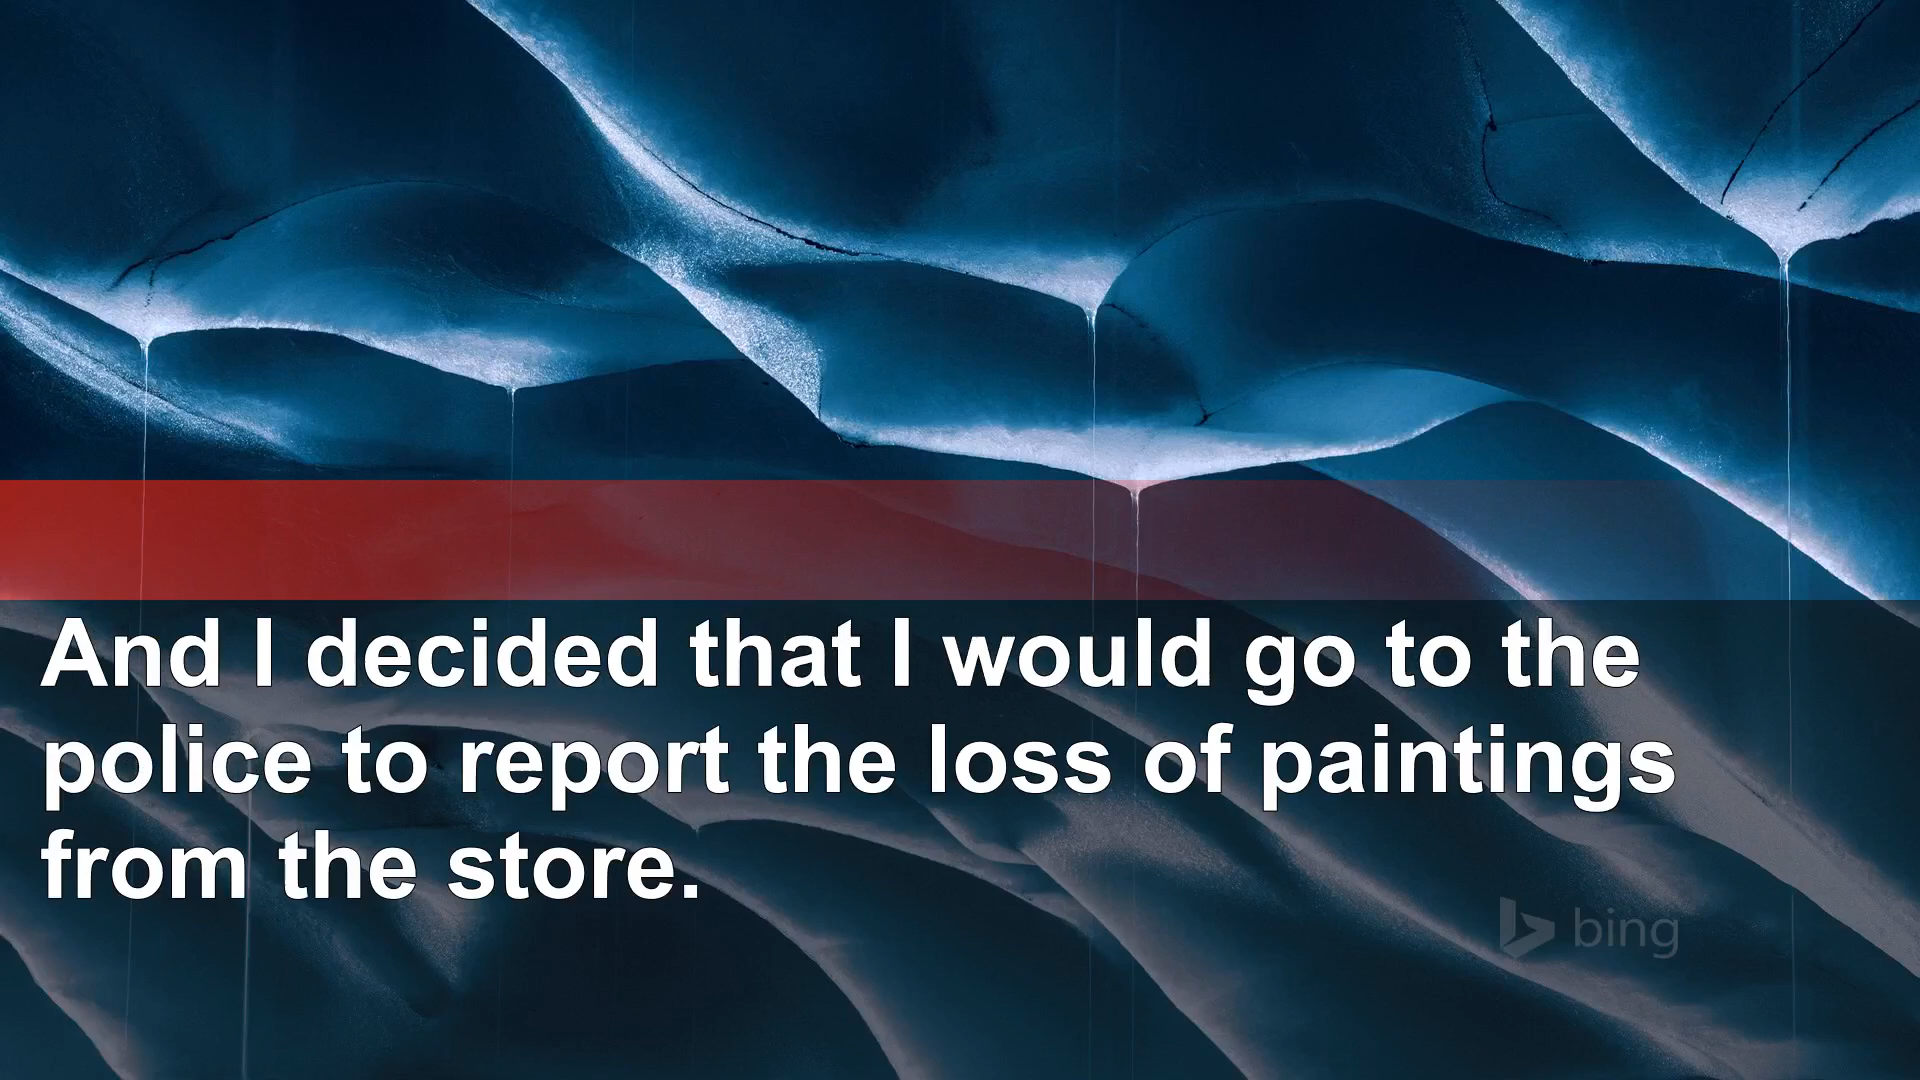 And I decided that I would go to the
police to report the loss of paintings
from the store.
bing